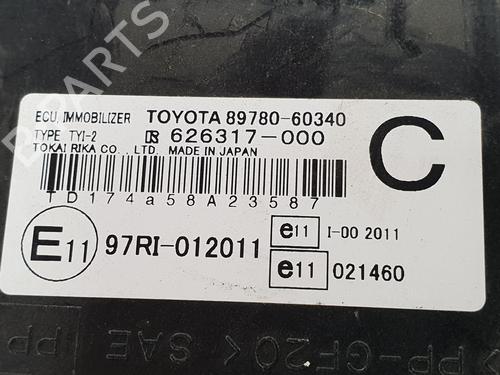 B-PARTS
ECU, IMMOBILIZER TOYOTA 89780-60340
TYPE TYI-2 626317-000
TOKAI RIKA CO., LTD. MADE IN JAPAN
C
TD174a58A23587
E11 97RI-012011
e11 I-00 2011
e11 021460
>PP-GF20< SAE PP